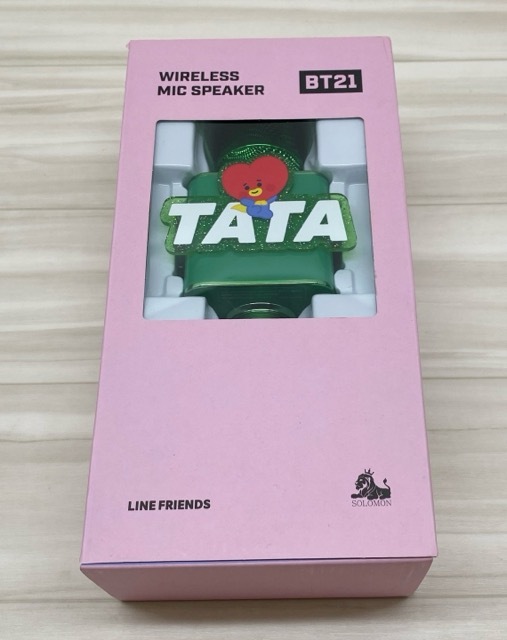 WIRELESS
MIC SPEAKER
BT21
TATA
LINE FRIENDS
SOLOMON